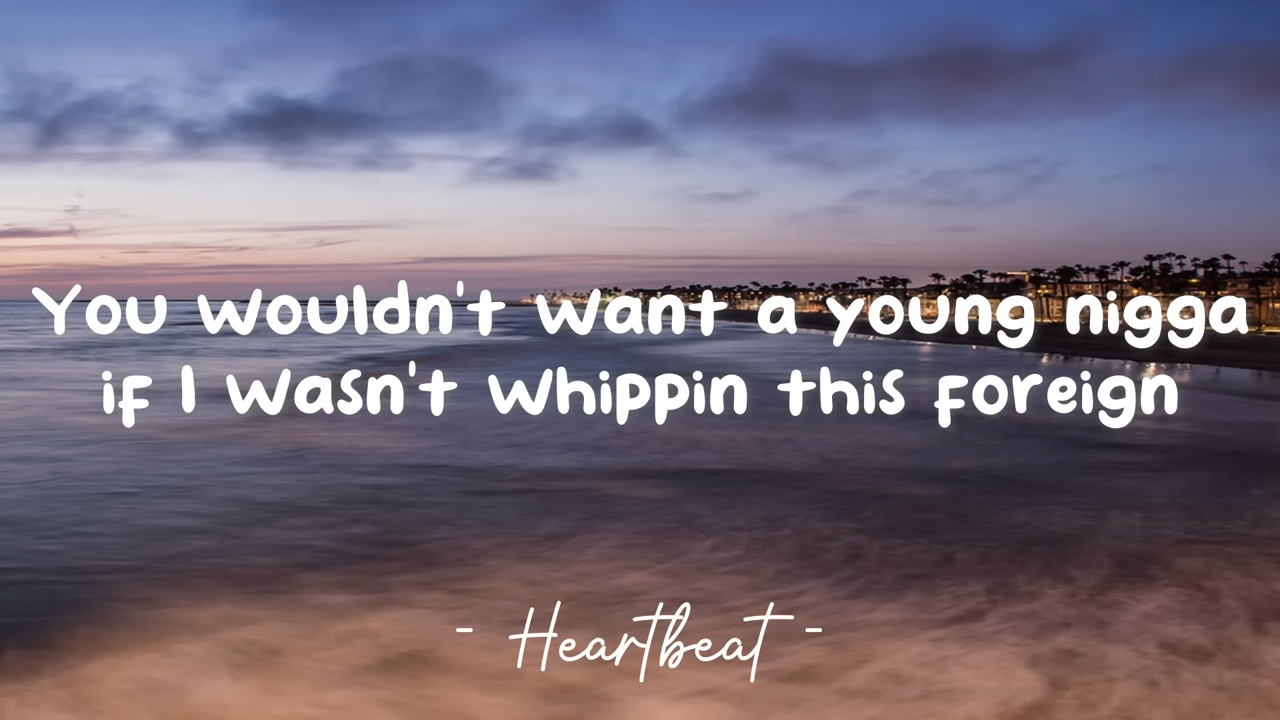 You wouldn't want a young nigga
if I wasn't whippin this foreign
- Heartbeat -